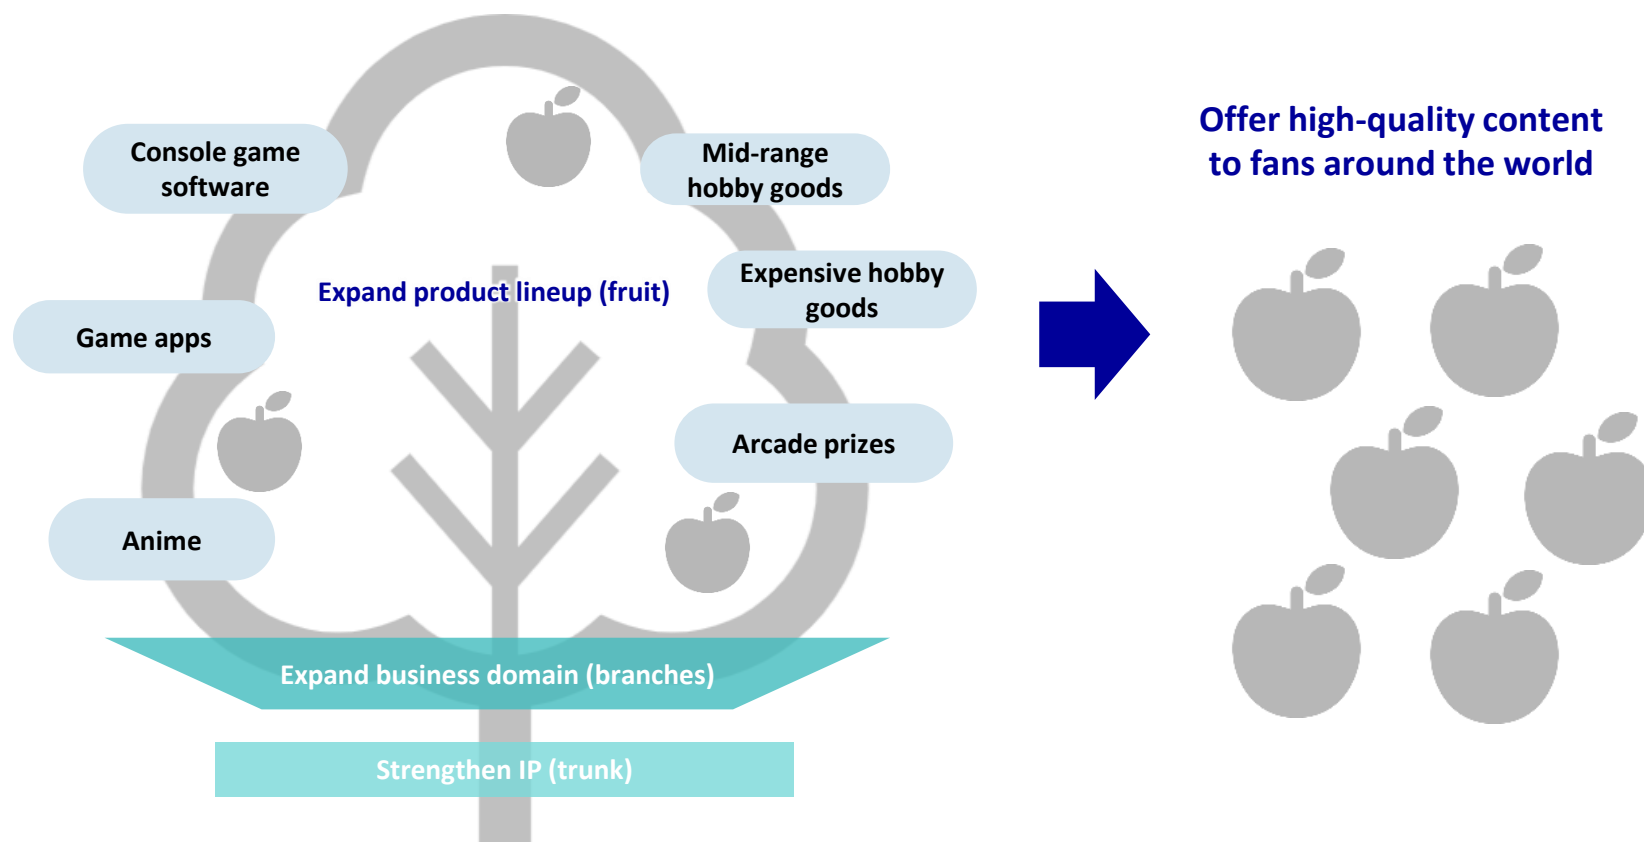 Console game
software
Mid-range
hobby goods
Offer high-quality content
to fans around the world
Expand product lineup (fruit)
Expensive hobby
goods
Game apps
Arcade prizes
Anime
Expand business domain (branches)
Strengthen IP (trunk)